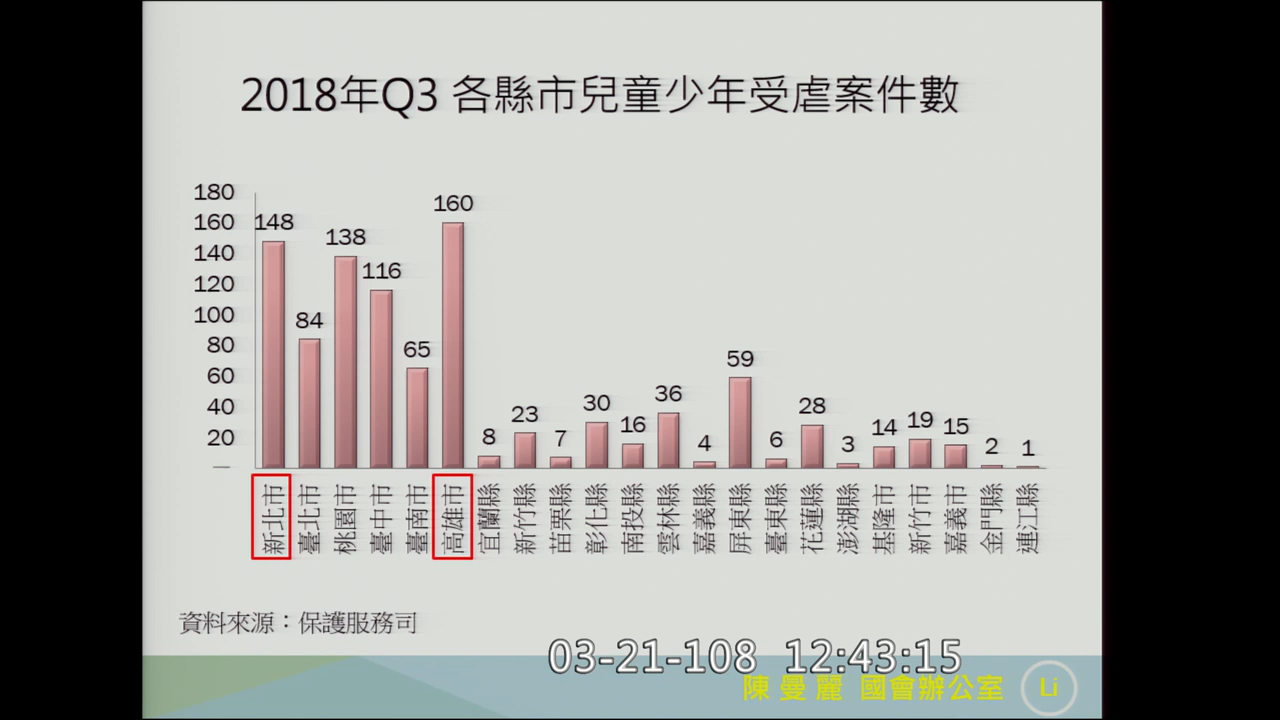 2018年Q3 各縣市兒童少年受虐案件數
180
160
140
120
100
80
60
40
20
—
148
84
138
116
65
160
8
23
7
30
16
36
4
59
6
28
3
14
19
15
2
1
新北市
臺北市
桃園市
臺中市
臺南市
高雄市
宜蘭縣
新竹縣
苗栗縣
彰化縣
南投縣
雲林縣
嘉義縣
屏東縣
臺東縣
花蓮縣
澎湖縣
基隆市
新竹市
嘉義市
金門縣
連江縣
資料來源：保護服務司
03-21-108 12:43:15
陳曼麗 國會辦公室
Li